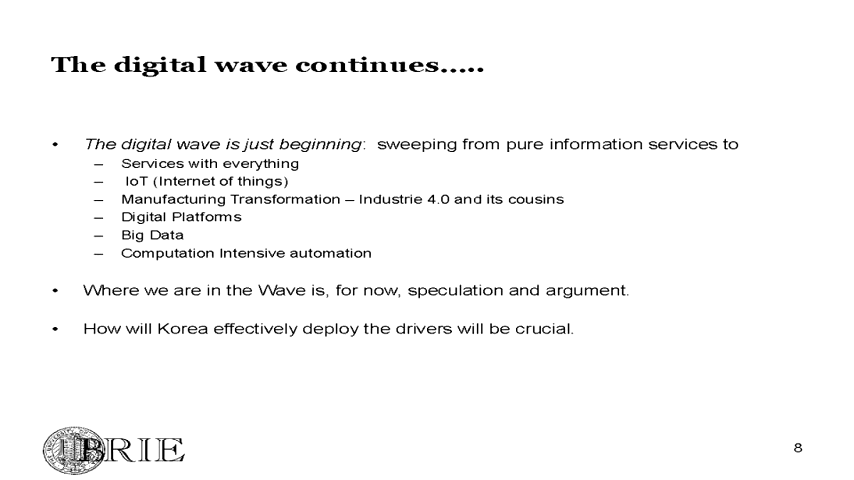 The digital wave continues.....
• The digital wave is just beginning: sweeping from pure information services to
– Services with everything
– IoT (Internet of things)
– Manufacturing Transformation – Industrie 4.0 and its cousins
– Digital Platforms
– Big Data
– Computation Intensive automation
• Where we are in the Wave is, for now, speculation and argument.
• How will Korea effectively deploy the drivers will be crucial.
BRIE
8